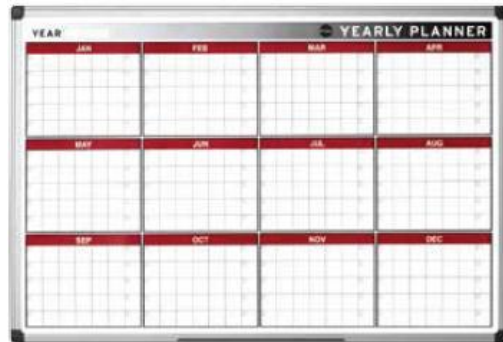 YEAR
YEARLY PLANNER
JAN FEB MAR APR
MAY JUN JUL AUG
SEP OCT NOV DEC